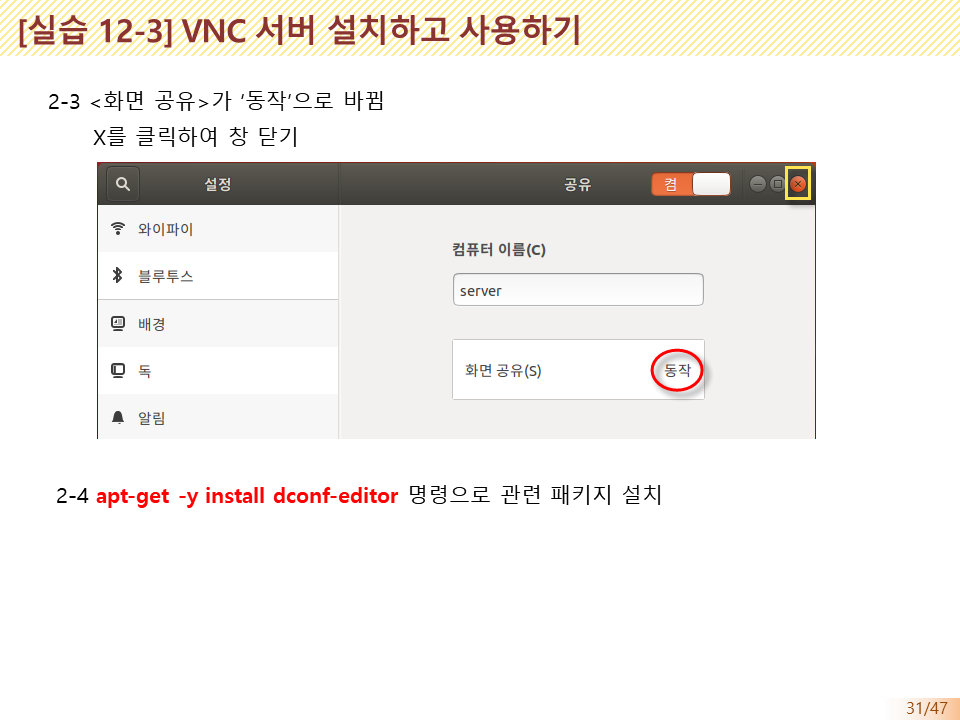 [실습 12-3] VNC 서버 설치하고 사용하기
2-3 <화면 공유>가 ‘동작’으로 바뀜
X를 클릭하여 창 닫기
설정
공유
켬
와이파이
블루투스
배경
독
알림
컴퓨터 이름(C)
server
화면 공유(S)
동작
2-4 apt-get -y install dconf-editor 명령으로 관련 패키지 설치
31/47